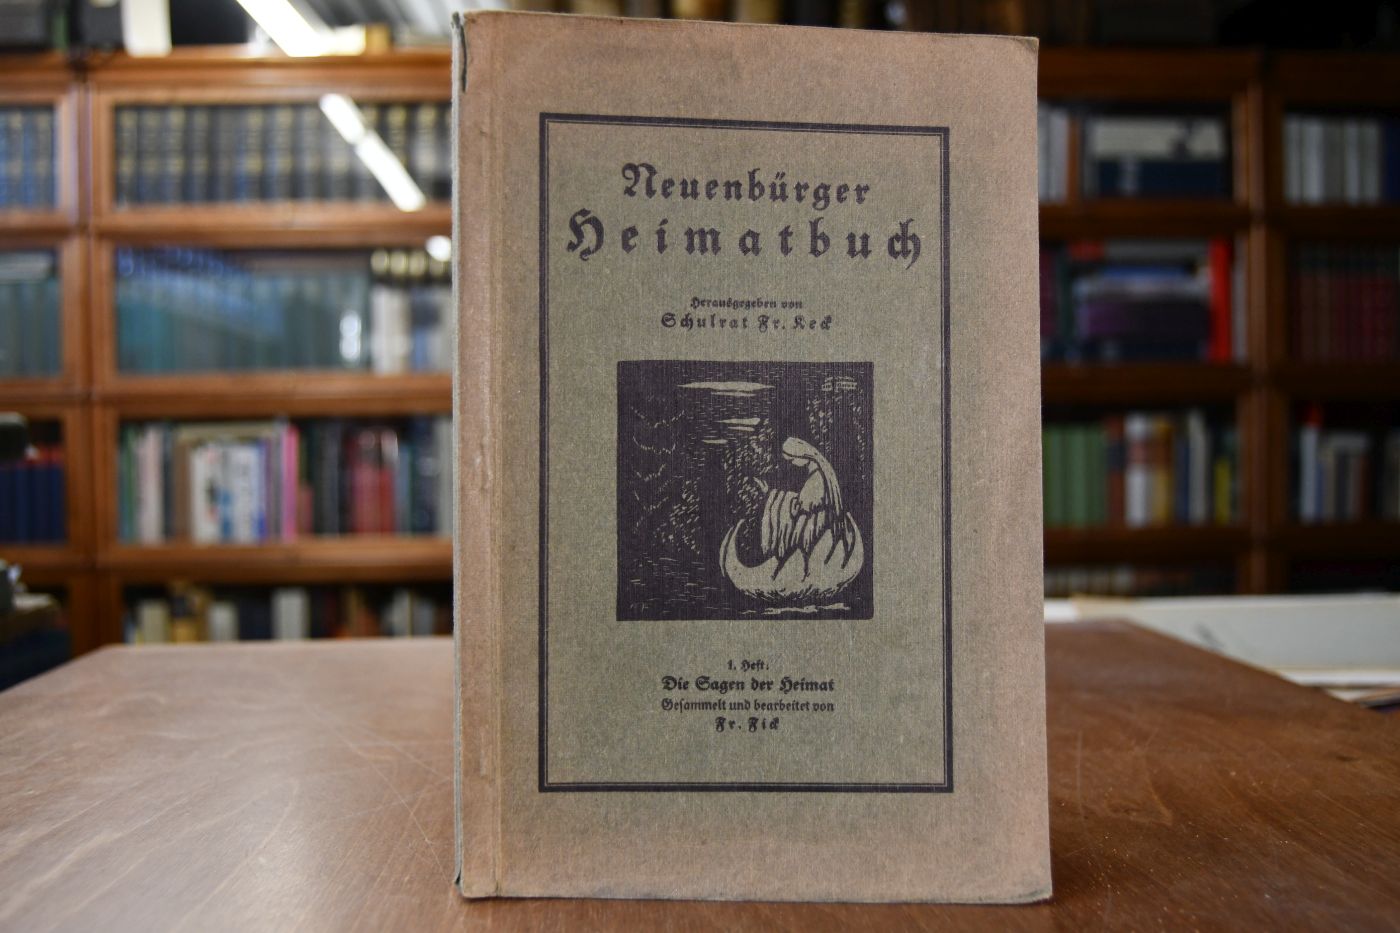 Neuenbürger
Heimatbuch
Herausgegeben von
Schulrat Fr. Keck
1. Heft.
Die Sagen der Heimat
Gesammelt und bearbeitet von
Fr. Fick